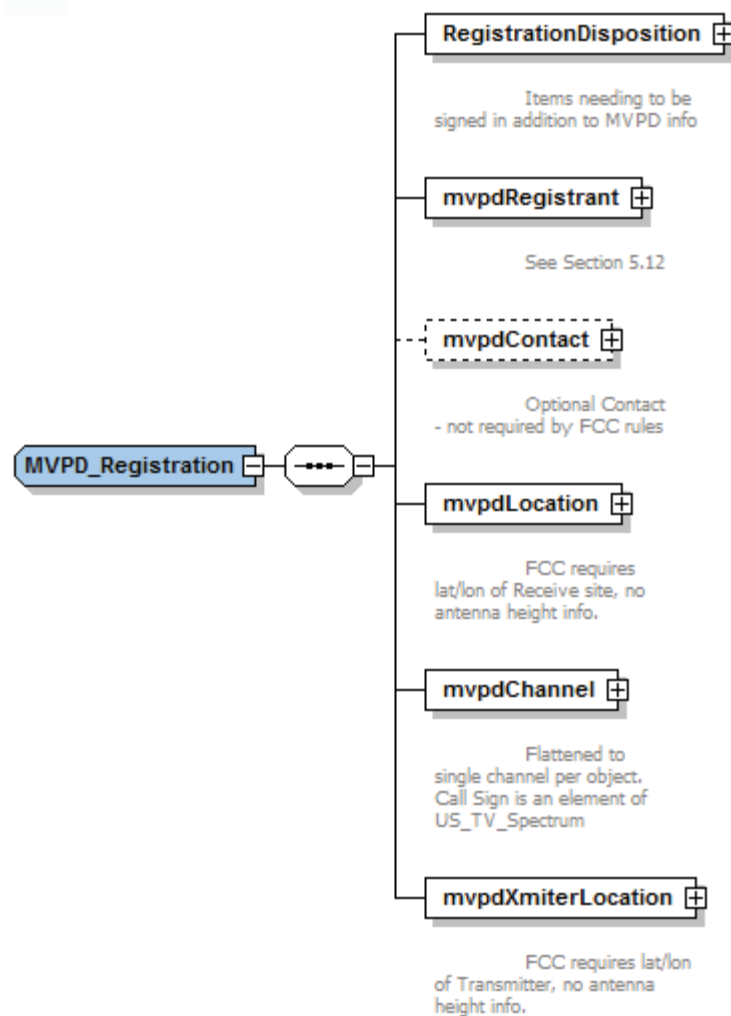 RegistrationDisposition
Items needing to be
signed in addition to MVPD info
mvpdRegistrant
See Section 5.12
mvpdContact
Optional Contact
- not required by FCC rules
MVPD_Registration
mvpdLocation
FCC requires
lat/lon of Receive site, no
antenna height info.
mvpdChannel
Flattened to
single channel per object.
Call Sign is an element of
US_TV_Spectrum
mvpdXmiterLocation
FCC requires lat/lon
of Transmitter, no antenna
height info.